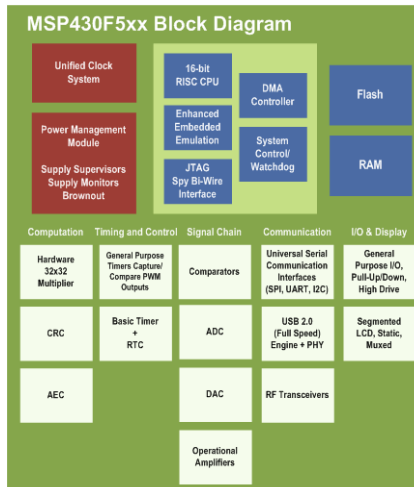 MSP430F5xx Block Diagram
Unified Clock
System
Power Management
Module
Supply Supervisors
Supply Monitors
Brownout
16-bit
RISC CPU
Enhanced
Embedded
Emulation
JTAG
Spy Bi-Wire
Interface
DMA
Controller
System
Control/
Watchdog
Flash
RAM
Computation
Timing and Control
Signal Chain
Communication
I/O & Display
Hardware
32x32
Multiplier
CRC
AEC
General Purpose
Timers Capture/
Compare PWM
Outputs
Basic Timer
+
RTC
Comparators
ADC
DAC
Operational
Amplifiers
Universal Serial
Communication
Interfaces
(SPI, UART, I2C)
USB 2.0
(Full Speed)
Engine + PHY
RF Transceivers
General
Purpose I/O,
Pull-Up/Down,
High Drive
Segmented
LCD, Static,
Muxed